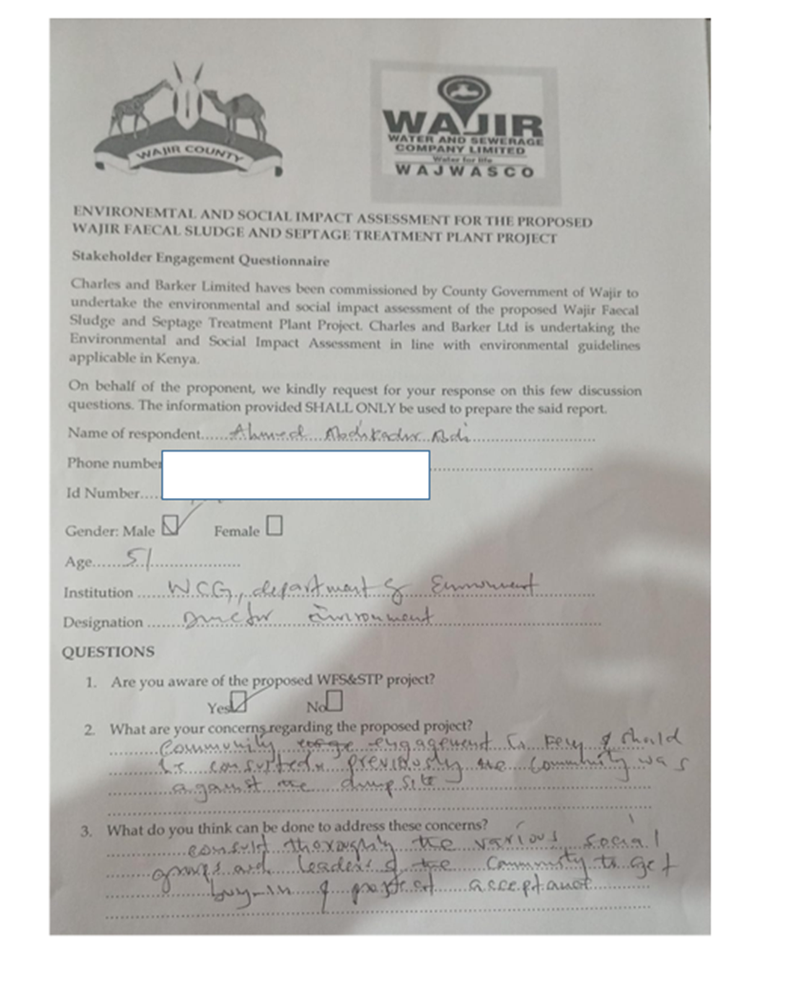 WAJIR COUNTY
WAJIR
WATER AND SEWERAGE
COMPANY LIMITED
Water for life
WAJWASCO
ENVIRONEMTAL AND SOCIAL IMPACT ASSESSMENT FOR THE PROPOSED
WAJIR FAECAL SLUDGE AND SEPTAGE TREATMENT PLANT PROJECT
Stakeholder Engagement Questionnaire
Charles and Barker Limited haves been commissioned by County Government of Wajir to
undertake the environmental and social impact assessment of the proposed Wajir Faecal
Sludge and Septage Treatment Plant Project. Charles and Barker Ltd is undertaking the
Environmental and Social Impact Assessment in line with environmental guidelines
applicable in Kenya.
On behalf of the proponent, we kindly request for your response on this few discussion
questions. The information provided SHALL ONLY be used to prepare the said report.
Name of respondent..... Ahmed Abdikadir Adi
Phone number
Id Number....
Gender: Male Female
Age...... 51
Institution ..... WCG, department of Environment
Designation ...... Director Environment
QUESTIONS
1. Are you aware of the proposed WFS&STP project?
Yes No
2. What are your concerns regarding the proposed project?
Community engagement is key & should
be consulted previously the community was
against the dumpsite
3. What do you think can be done to address these concerns?
consult thoroughly the various social
groups and leaders of the community to get
buy-in & project acceptance